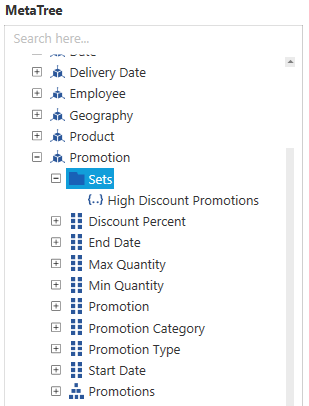 MetaTree
Search here...
Date
Delivery Date
Employee
Geography
Product
Promotion
Sets
{..} High Discount Promotions
Discount Percent
End Date
Max Quantity
Min Quantity
Promotion
Promotion Category
Promotion Type
Start Date
Promotions